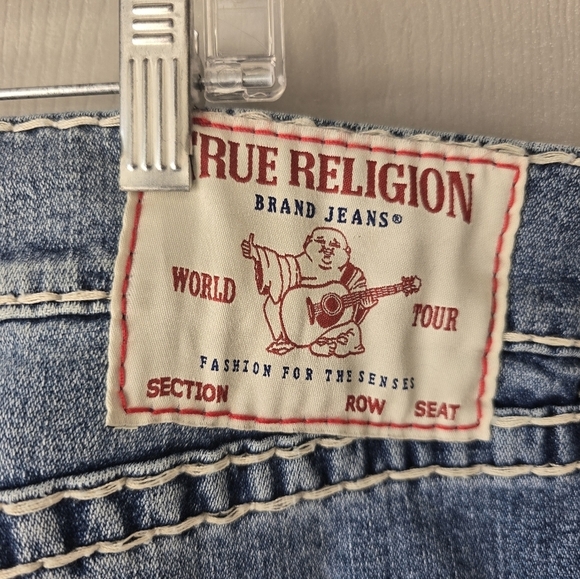 TRUE RELIGION
BRAND JEANS®
WORLD TOUR
FASHION FOR THE SENSES
SECTION ROW SEAT